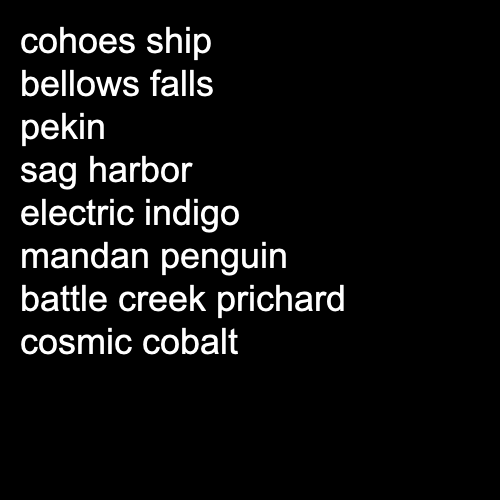 cohoes ship
bellows falls
pekin
sag harbor
electric indigo
mandan penguin
battle creek prichard
cosmic cobalt